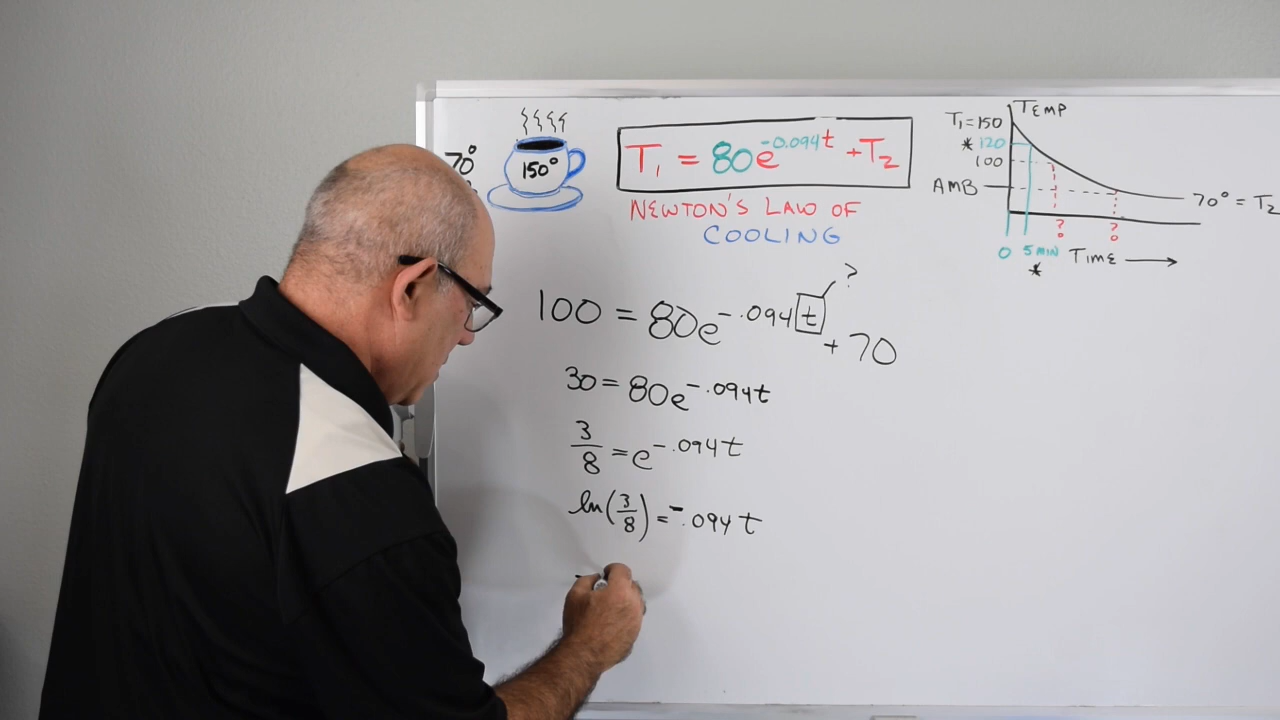 70°
150°
T₁ = 80e^-0.094t + T₂
NEWTON'S LAW OF
COOLING
TEMP
T₁=150
* 120
100
AMB
70° = T₂
0 5 MIN ? ? TIME
*
?
100 = 80e^-.094t + 70
30 = 80e^-.094t
3/8 = e^-.094t
ln(3/8) = -.094t